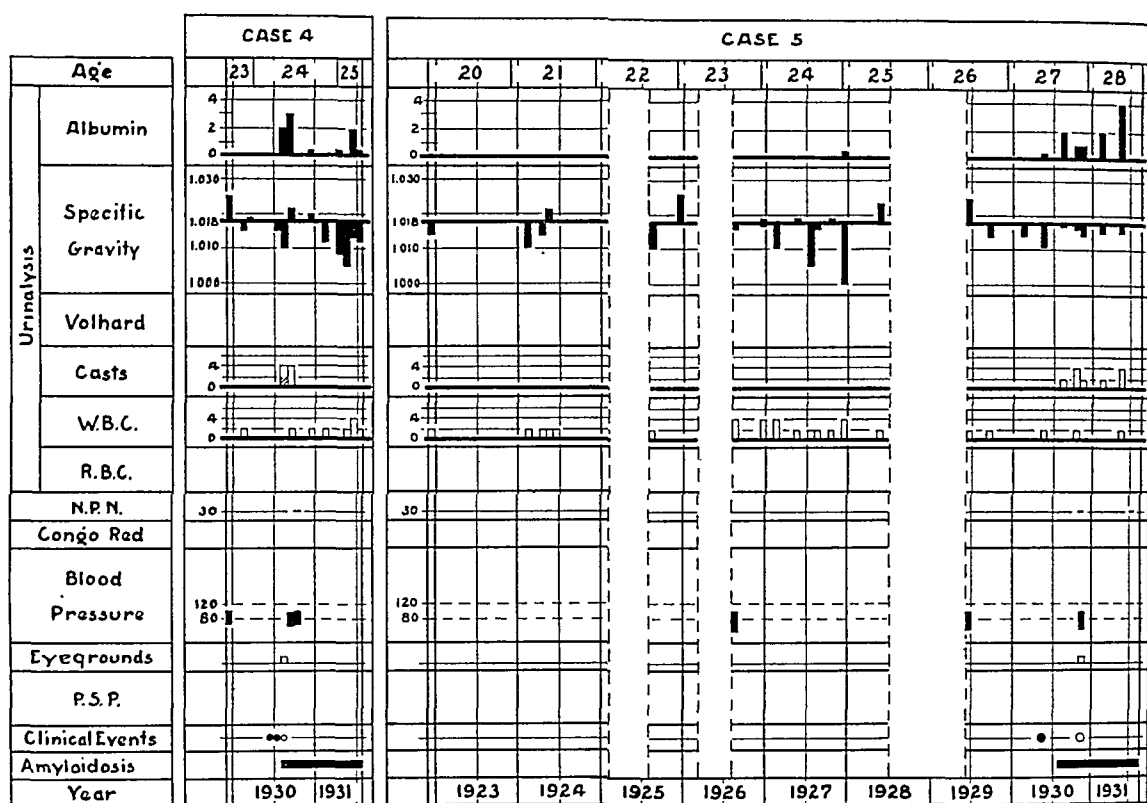 CASE 4
CASE 5
Age 23 24 25 20 21 22 23 24 25 26 27 28
Urinalysis
Albumin
4 4
2 2
0 0
Specific Gravity
1.030 1.030
1.018 1.018
1.010 1.010
1.000 1.000
Volhard
Casts
4 4
0 0
W.B.C.
4 4
0 0
R.B.C.
N.P.N. 30 30
Congo Red
Blood Pressure
120 120
80 80
Eyegrounds
P.S.P.
Clinical Events
Amyloidosis
Year 1930 1931 1923 1924 1925 1926 1927 1928 1929 1930 1931